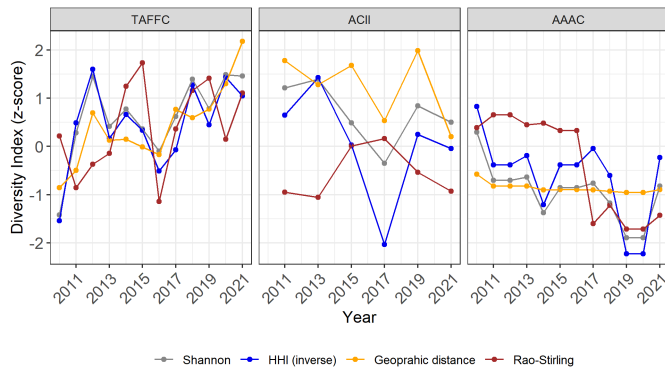 TAFFC ACII AAAC
Diversity Index (z-score)
2
1
0
-1
-2
2011 2013 2015 2017 2019 2021 2011 2013 2015 2017 2019 2021 2011 2013 2015 2017 2019 2021
Year
Shannon HHI (inverse) Geoprahic distance Rao-Stirling